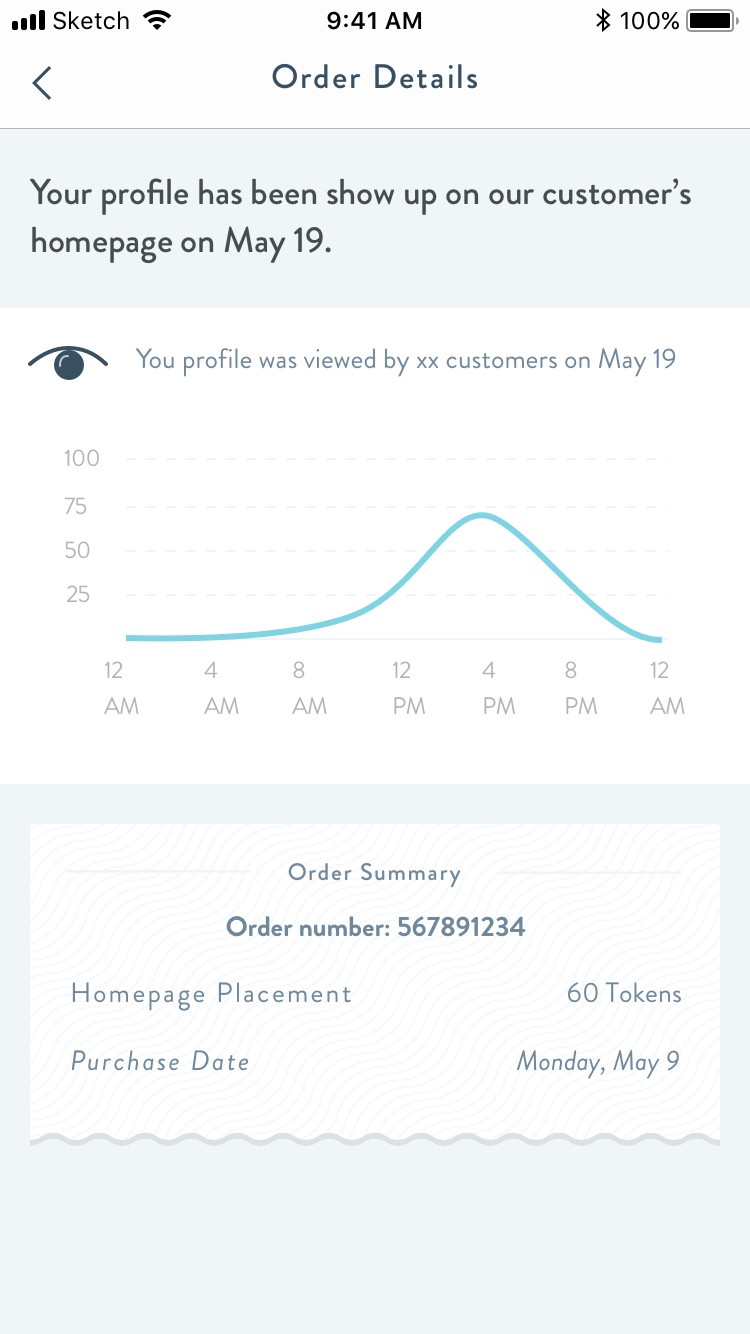 Sketch 9:41 AM 100%
Order Details
Your profile has been show up on our customer’s
homepage on May 19.
You profile was viewed by xx customers on May 19
100
75
50
25
12 4 8 12 4 8 12
AM AM AM PM PM PM AM
Order Summary
Order number: 567891234
Homepage Placement 60 Tokens
Purchase Date Monday, May 9